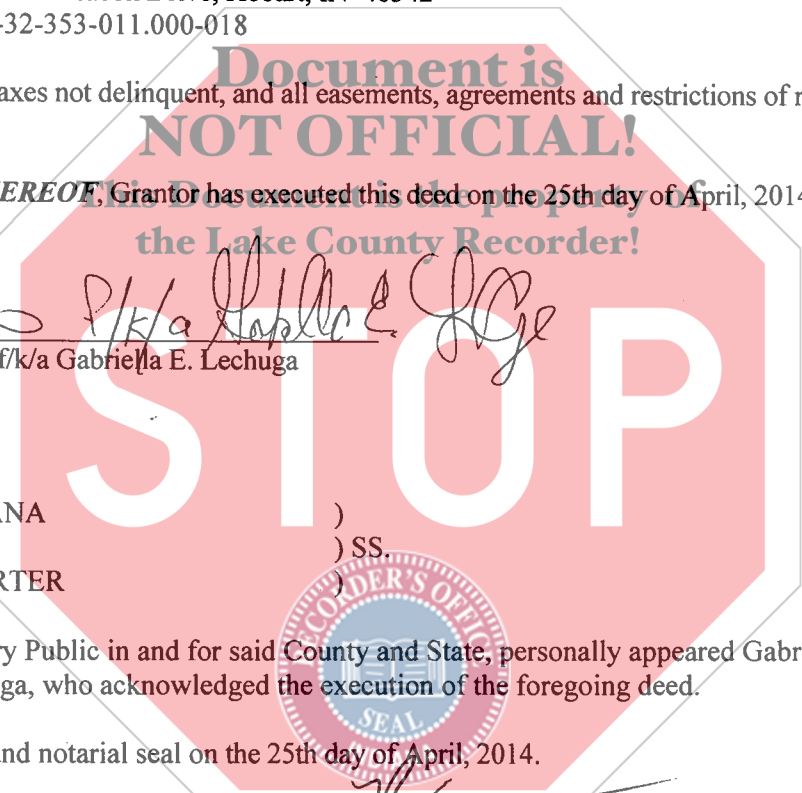 -32-353-011.000-018
Document is
axes not delinquent, and all easements, agreements and restrictions of r
NOT OFFICIAL!
EREOF, Grantor has executed this deed on the 25th day of April, 2014
This Document is the property of
the Lake County Recorder!
f/k/a Gabriella E.
f/k/a Gabriella E. Lechuga
STOP
ANA )
) SS.
RTER )
RECORDER'S OFFICE
ry Public in and for said County and State, personally appeared Gabr
ga, who acknowledged the execution of the foregoing deed.
SEAL
nd notarial seal on the 25th day of April, 2014.